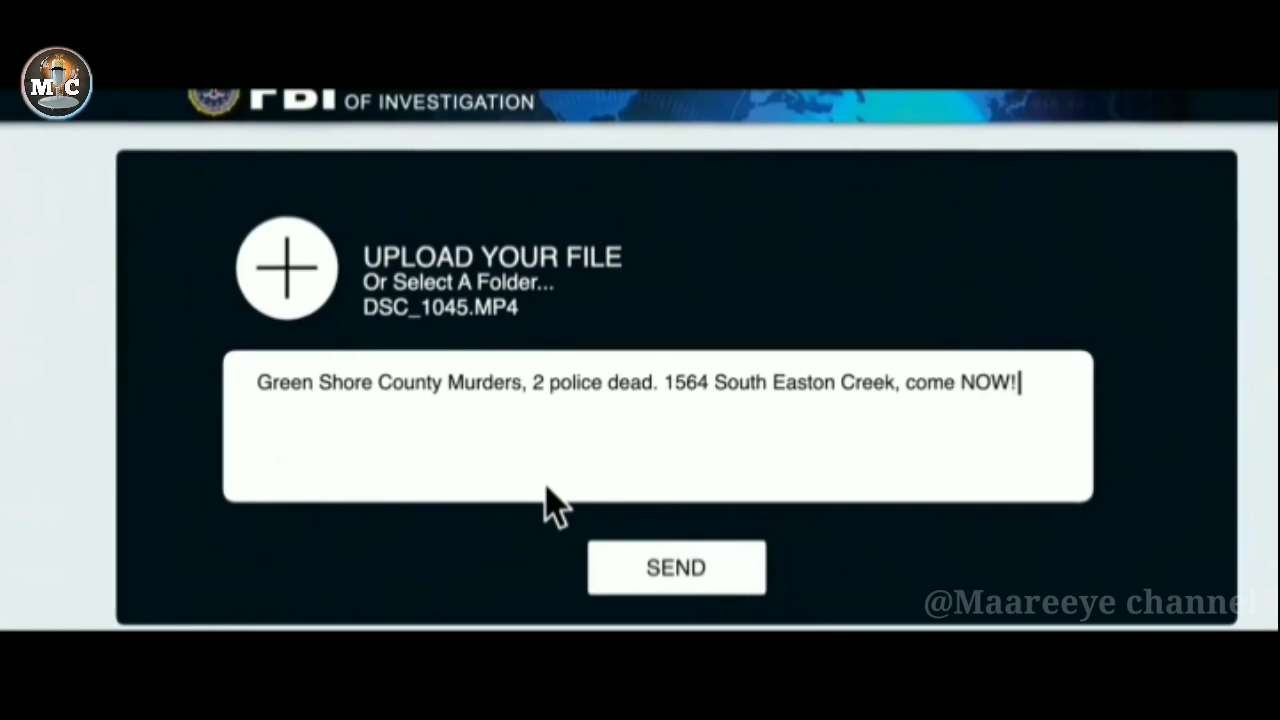 M C
FBI OF INVESTIGATION
UPLOAD YOUR FILE
Or Select A Folder...
DSC_1045.MP4
Green Shore County Murders, 2 police dead. 1564 South Easton Creek, come NOW!
SEND
@Maareeye channel